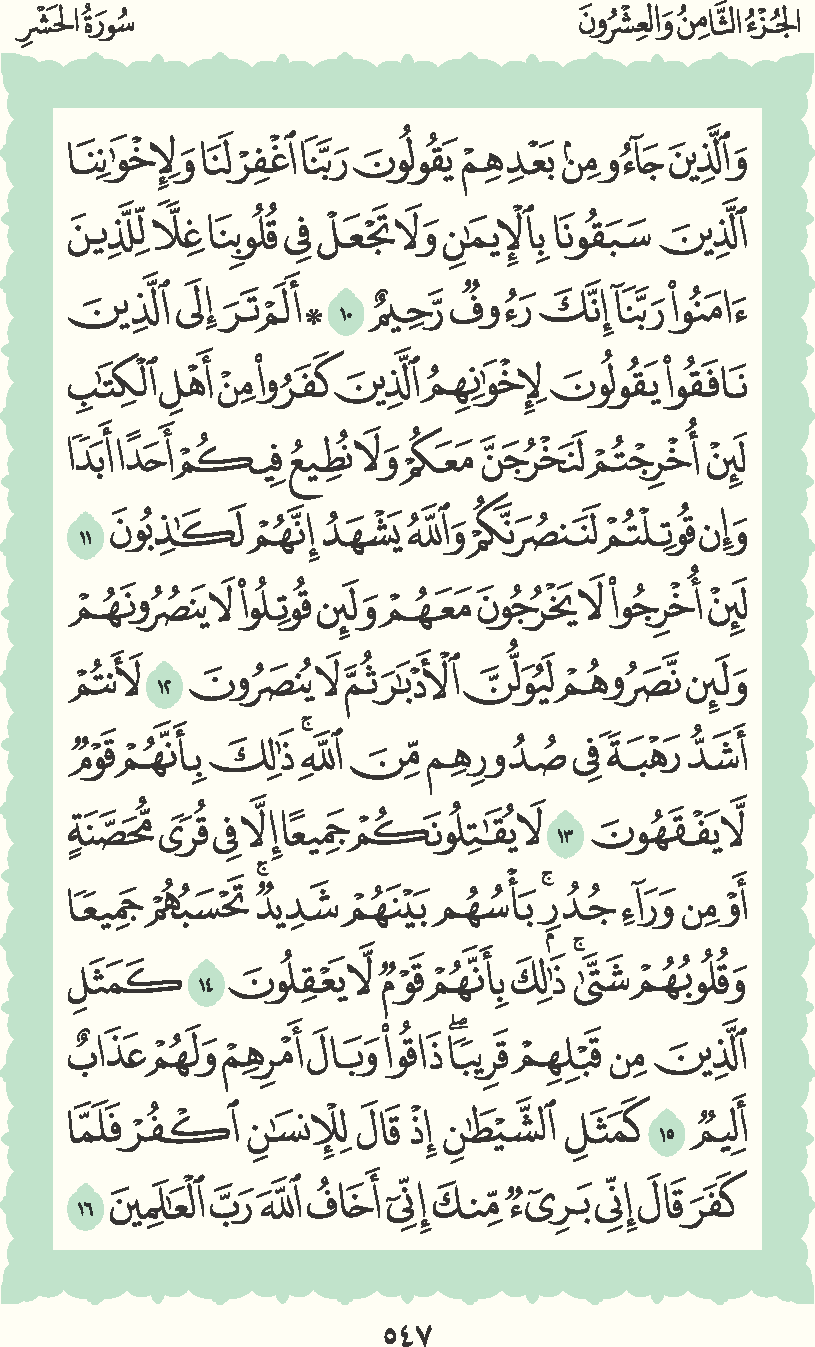 الجُزْءُ الثَّامِنُ وَالعِشْرُونَ
سُورَةُ الحَشْرِ
وَٱلَّذِينَ جَآءُو مِنۢ بَعْدِهِمْ يَقُولُونَ رَبَّنَا ٱغْفِرْ لَنَا وَلِإِخْوَٰنِنَا
ٱلَّذِينَ سَبَقُونَا بِٱلْإِيمَٰنِ وَلَا تَجْعَلْ فِى قُلُوبِنَا غِلًّا لِّلَّذِينَ
ءَامَنُوا۟ رَبَّنَآ إِنَّكَ رَءُوفٌ رَّحِيمٌ ١٠ * أَلَمْ تَرَ إِلَى ٱلَّذِينَ
نَافَقُوا۟ يَقُولُونَ لِإِخْوَٰنِهِمُ ٱلَّذِينَ كَفَرُوا۟ مِنْ أَهْلِ ٱلْكِتَٰبِ
لَئِنْ أُخْرِجْتُمْ لَنَخْرُجَنَّ مَعَكُمْ وَلَا نُطِيعُ فِيكُمْ أَحَدًا أَبَدًا
وَإِن قُوتِلْتُمْ لَنَنصُرَنَّكُمْ وَٱللَّهُ يَشْهَدُ إِنَّهُمْ لَكَٰذِبُونَ ١١
لَئِنْ أُخْرِجُوا۟ لَا يَخْرُجُونَ مَعَهُمْ وَلَئِن قُوتِلُوا۟ لَا يَنصُرُونَهُمْ
وَلَئِن نَّصَرُوهُمْ لَيُوَلُّنَّ ٱلْأَدْبَٰرَ ثُمَّ لَا يُنصَرُونَ ١٢ لَأَنتُمْ
أَشَدُّ رَهْبَةً فِى صُدُورِهِم مِّنَ ٱللَّهِ ۚ ذَٰلِكَ بِأَنَّهُمْ قَوْمٌ
لَّا يَفْقَهُونَ ١٣ لَا يُقَٰتِلُونَكُمْ جَمِيعًا إِلَّا فِى قُرًى مُّحَصَّنَةٍ
أَوْ مِن وَرَآءِ جُدُرٍۭ ۚ بَأْسُهُم بَيْنَهُمْ شَدِيدٌ ۚ تَحْسَبُهُمْ جَمِيعًا
وَقُلُوبُهُمْ شَتَّىٰ ۚ ذَٰلِكَ بِأَنَّهُمْ قَوْمٌ لَّا يَعْقِلُونَ ١٤ كَمَثَلِ
ٱلَّذِينَ مِن قَبْلِهِمْ قَرِيبًا ۖ ذَاقُوا۟ وَبَالَ أَمْرِهِمْ وَلَهُمْ عَذَابٌ
أَلِيمٌ ١٥ كَمَثَلِ ٱلشَّيْطَٰنِ إِذْ قَالَ لِلْإِنسَٰنِ ٱكْفُرْ فَلَمَّا
كَفَرَ قَالَ إِنِّى بَرِىٓءٌ مِّنكَ إِنِّىٓ أَخَافُ ٱللَّهَ رَبَّ ٱلْعَٰلَمِينَ ١٦
٥٤٧